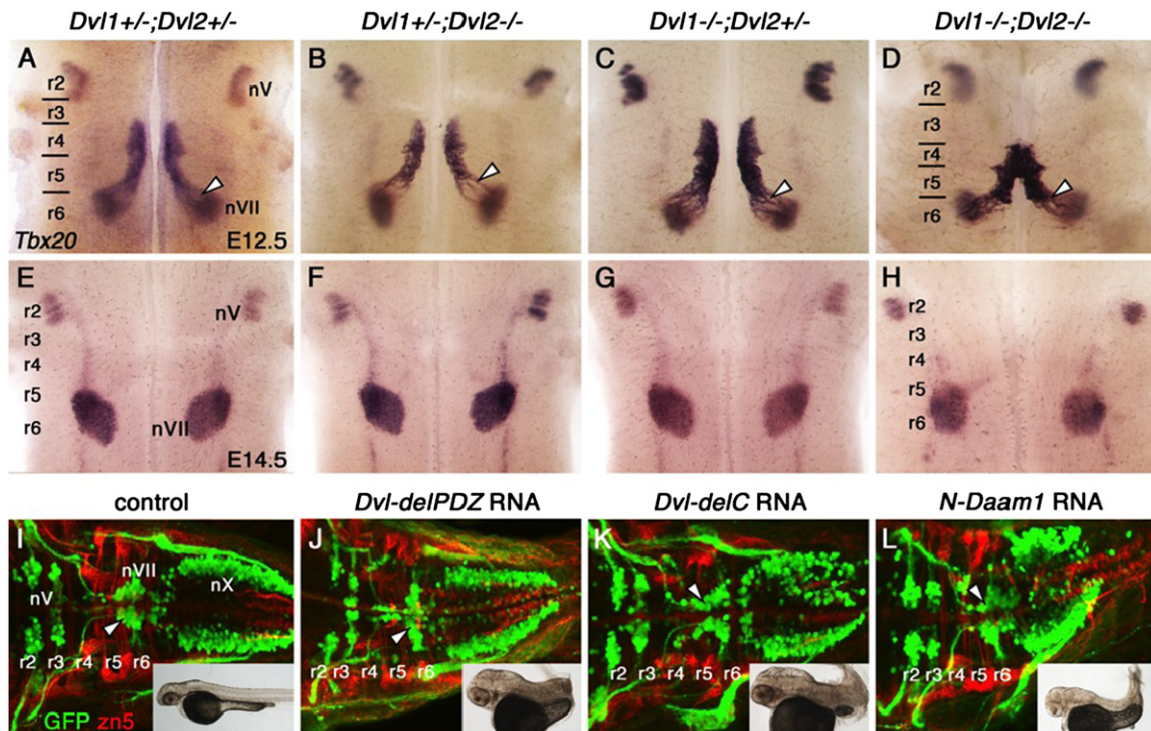 Dvl1+/-;Dvl2+/- Dvl1+/-;Dvl2-/- Dvl1-/-;Dvl2+/- Dvl1-/-;Dvl2-/-
A B C D
r2 nV r2
r3 r3
r4 r4
r5 r5
r6 nVII r6
Tbx20 E12.5
E F G H
r2 nV r2
r3 r3
r4 r4
r5 r5
r6 nVII r6
E14.5
control Dvl-delPDZ RNA Dvl-delC RNA N-Daam1 RNA
I J K L
nVII
nV nX
r2 r3 r4 r5 r6 r2 r3 r4 r5 r6 r2 r3 r4 r5 r6 r2 r3 r4 r5 r6
GFP zn5